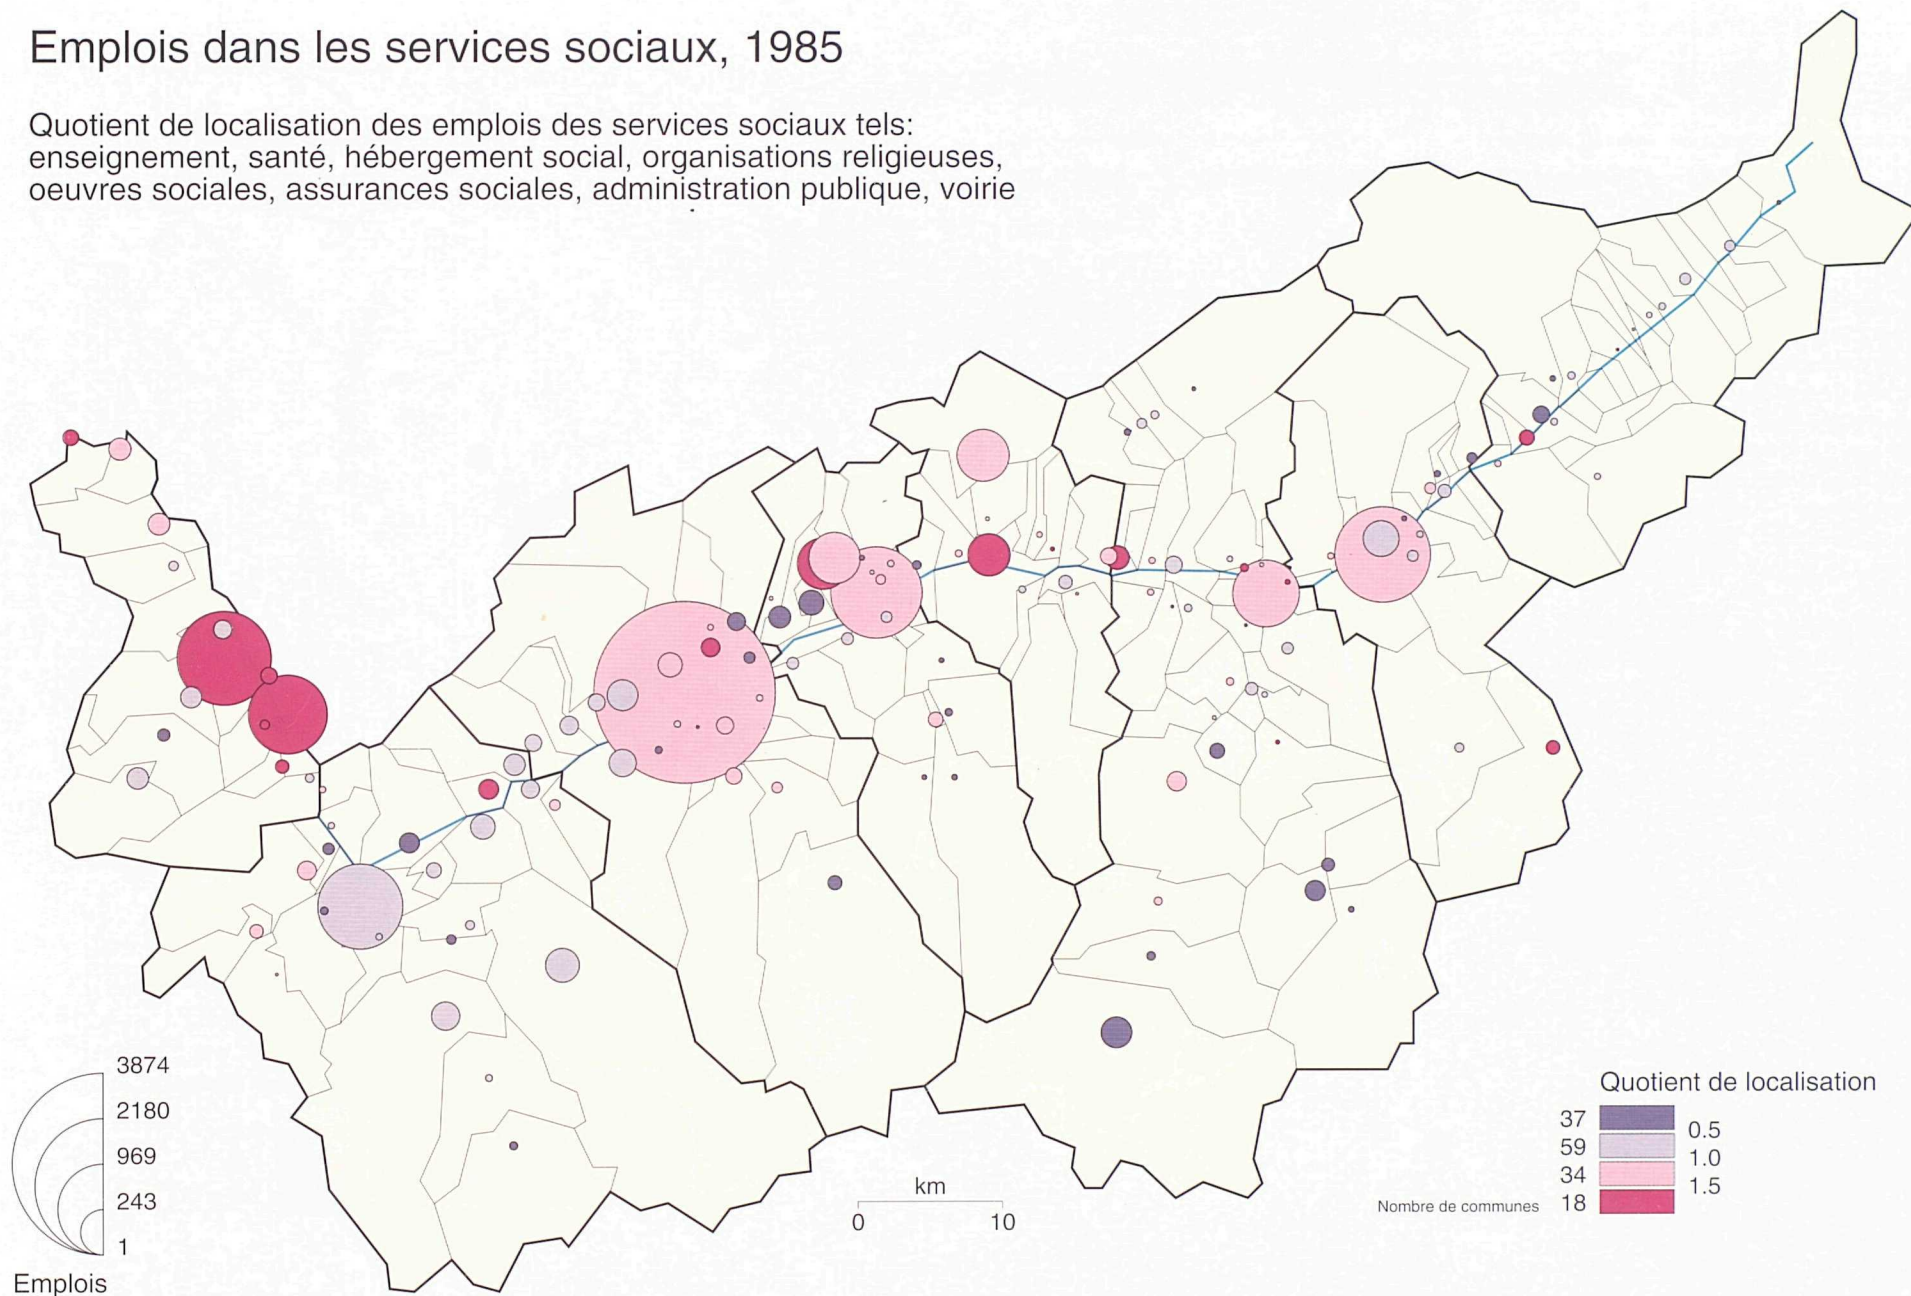 Emplois dans les services sociaux, 1985
Quotient de localisation des emplois des services sociaux tels:
enseignement, santé, hébergement social, organisations religieuses,
oeuvres sociales, assurances sociales, administration publique, voirie
3874
2180
969
243
1
Emplois
km
0 10
Quotient de localisation
37
0.5
59
1.0
34
1.5
Nombre de communes 18